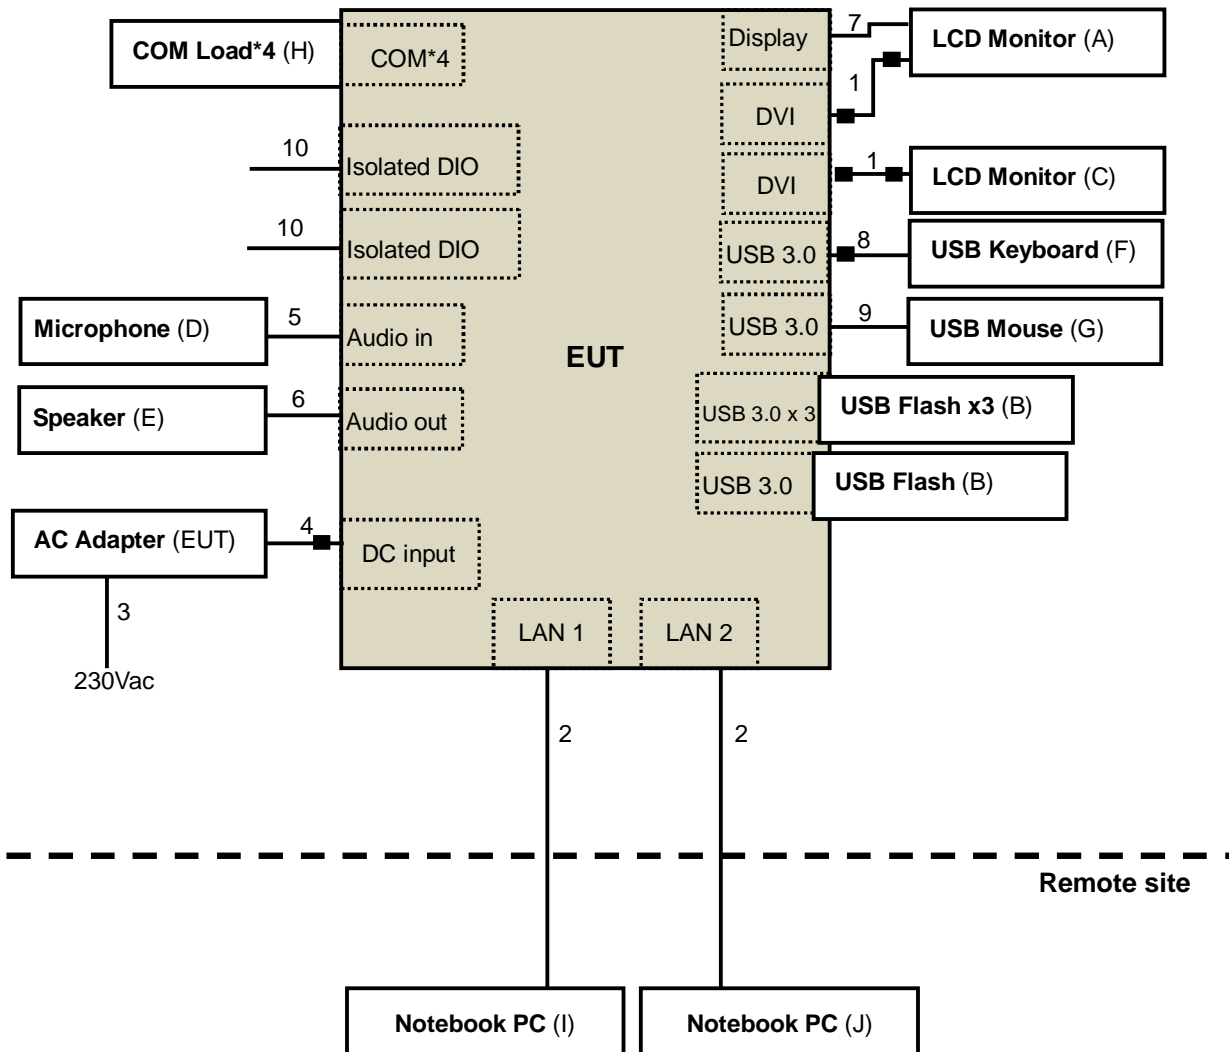 COM Load*4 (H)
COM*4
Display
7
LCD Monitor (A)
1
DVI
10
Isolated DIO
DVI
1
LCD Monitor (C)
10
Isolated DIO
USB 3.0
8
USB Keyboard (F)
Microphone (D)
5
Audio in
USB 3.0
9
USB Mouse (G)
EUT
Speaker (E)
6
Audio out
USB 3.0 x 3
USB Flash x3 (B)
USB 3.0
USB Flash (B)
AC Adapter (EUT)
4
DC input
3
230Vac
LAN 1
LAN 2
2
2
Remote site
Notebook PC (I)
Notebook PC (J)